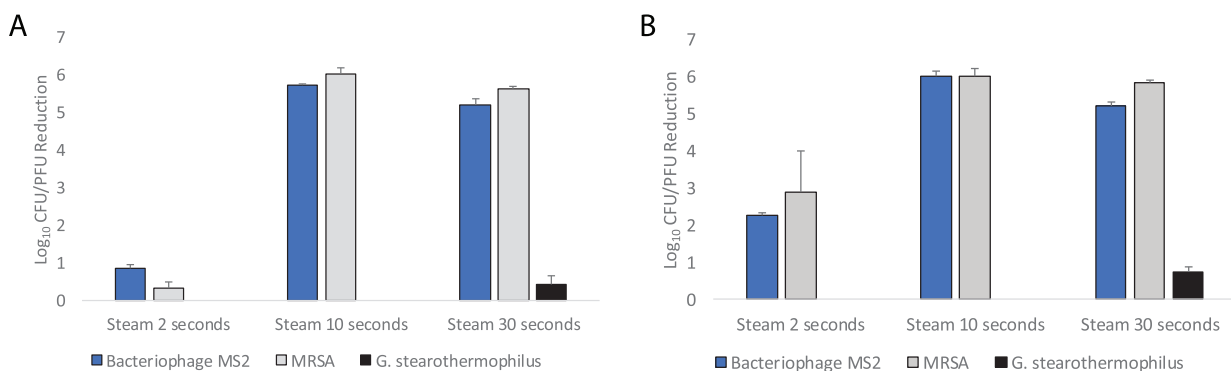 A
Log10 CFU/PFU Reduction
7
6
5
4
3
2
1
0
Steam 2 seconds Steam 10 seconds Steam 30 seconds
Bacteriophage MS2 MRSA G. stearothermophilus
B
Log10 CFU/PFU Reduction
7
6
5
4
3
2
1
0
Steam 2 seconds Steam 10 seconds Steam 30 seconds
Bacteriophage MS2 MRSA G. stearothermophilus